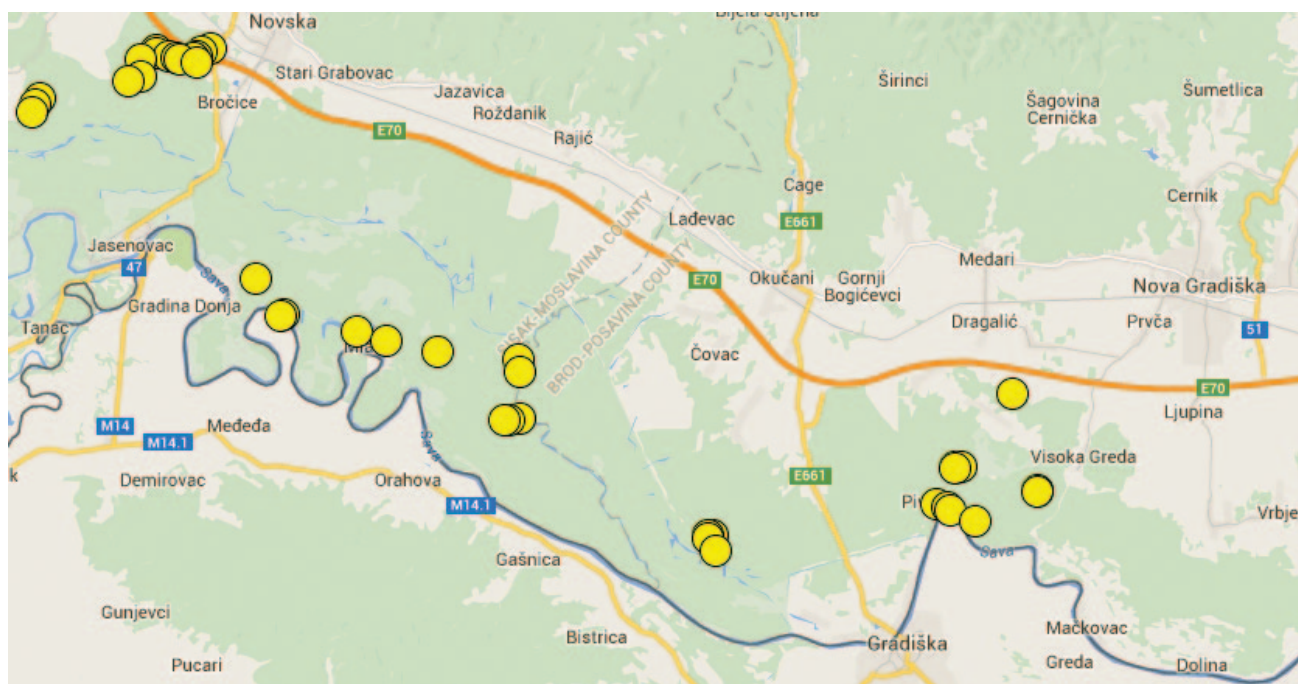 Novska
Bijela Stijena
Stari Grabovac
Jazavica
Širinci
Šumetlica
Bročice
Roždanik
Šagovina
Cernička
E70
Rajić
Cage
Cernik
E661
Lađevac
Jasenovac
47
Sava
SISAK-MOSLAVINA COUNTY
BROD-POSAVINA COUNTY
Medari
E70
Okučani
Gornji
Bogićevci
Nova Gradiška
Gradina Donja
Tanac
Dragalić
Prvča
51
Čovac
E70
Ljupina
M14
M14.1
Međeđa
Sava
Visoka Greda
k
Demirovac
Orahova
E661
M14.1
Vrbje
Sava
Gašnica
Gunjevci
Bistrica
Gradiška
Mačkovac
Pucari
Greda
Dolina